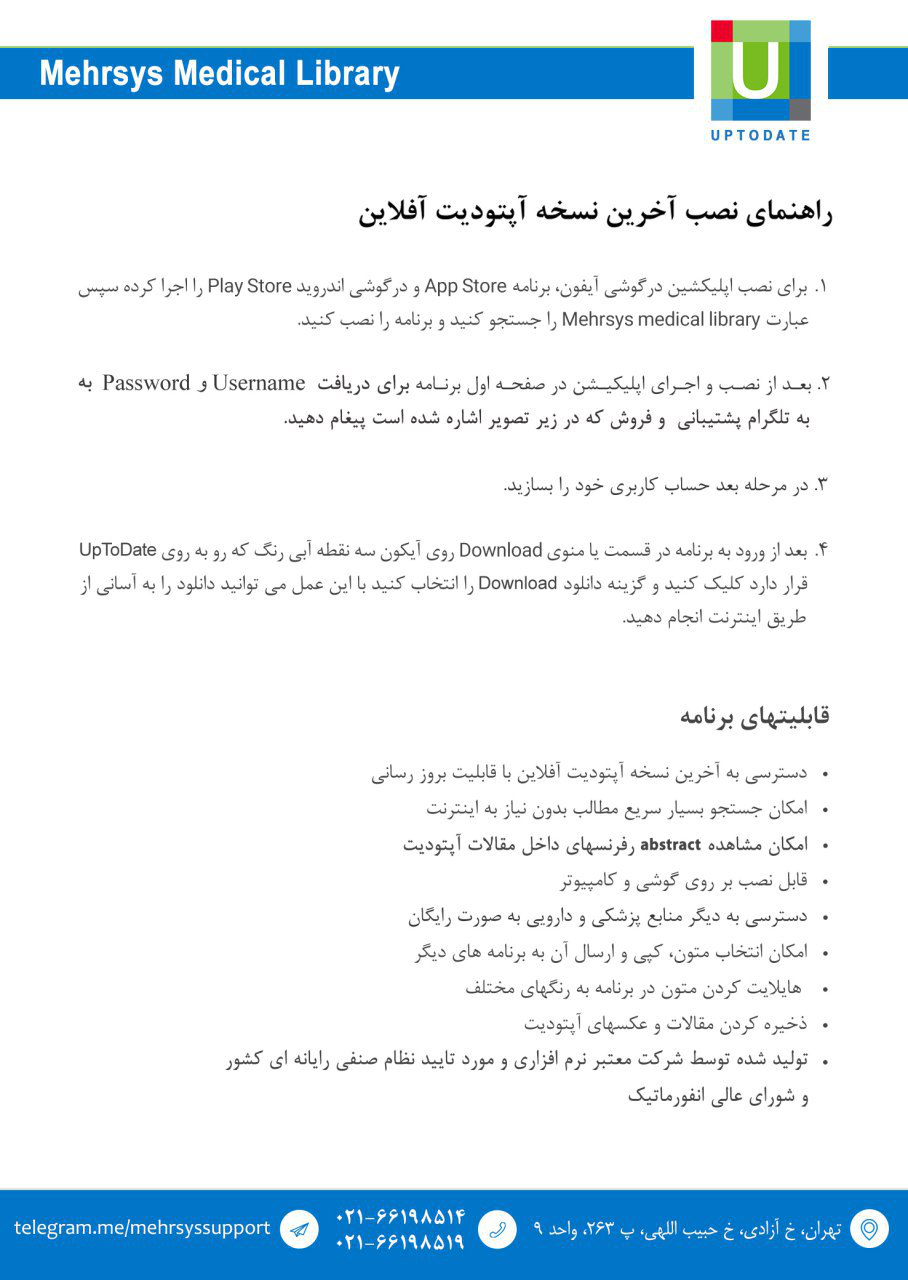 Mehrsys Medical Library
U
UPTODATE
راهنمای نصب آخرین نسخه آپتودیت آفلاین
۱. برای نصب اپلیکشین درگوشی آیفون، برنامه App Store و درگوشی اندروید Play Store را اجرا کرده سپس
عبارت Mehrsys medical library را جستجو کنید و برنامه را نصب کنید.
۲. بعـد از نصـب و اجـرای اپلیکیـشن در صفحـه اول برنـامه برای دریافت Username و Password به
به تلگرام پشتیبانی و فروش که در زیر تصویر اشاره شده است پیغام دهید.
۳. در مرحله بعد حساب کاربری خود را بسازید.
۴. بعد از ورود به برنامه در قسمت یا منوی Download روی آیکون سه نقطه آبی رنگ که رو به روی UpToDate
قرار دارد کلیک کنید و گزینه دانلود Download را انتخاب کنید با این عمل می توانید دانلود را به آسانی از
طریق اینترنت انجام دهید.
قابلیتهای برنامه
• دسترسی به آخرین نسخه آپتودیت آفلاین با قابلیت بروز رسانی
• امکان جستجو بسیار سریع مطالب بدون نیاز به اینترنت
• امکان مشاهده abstract رفرنسهای داخل مقالات آپتودیت
• قابل نصب بر روی گوشی و کامپیوتر
• دسترسی به دیگر منابع پزشکی و دارویی به صورت رایگان
• امکان انتخاب متون، کپی و ارسال آن به برنامه های دیگر
• هایلایت کردن متون در برنامه به رنگهای مختلف
• ذخیره کردن مقالات و عکسهای آپتودیت
• تولید شده توسط شرکت معتبر نرم افزاری و مورد تایید نظام صنفی رایانه ای کشور
و شورای عالی انفورماتیک
تهران، خ آزادی، خ حبیب اللهی، پ ۲۶۳، واحد ۹
۰۲۱-۶۶۱۹۸۵۱۴
۰۲۱-۶۶۱۹۸۵۱۹
telegram.me/mehrsyssupport